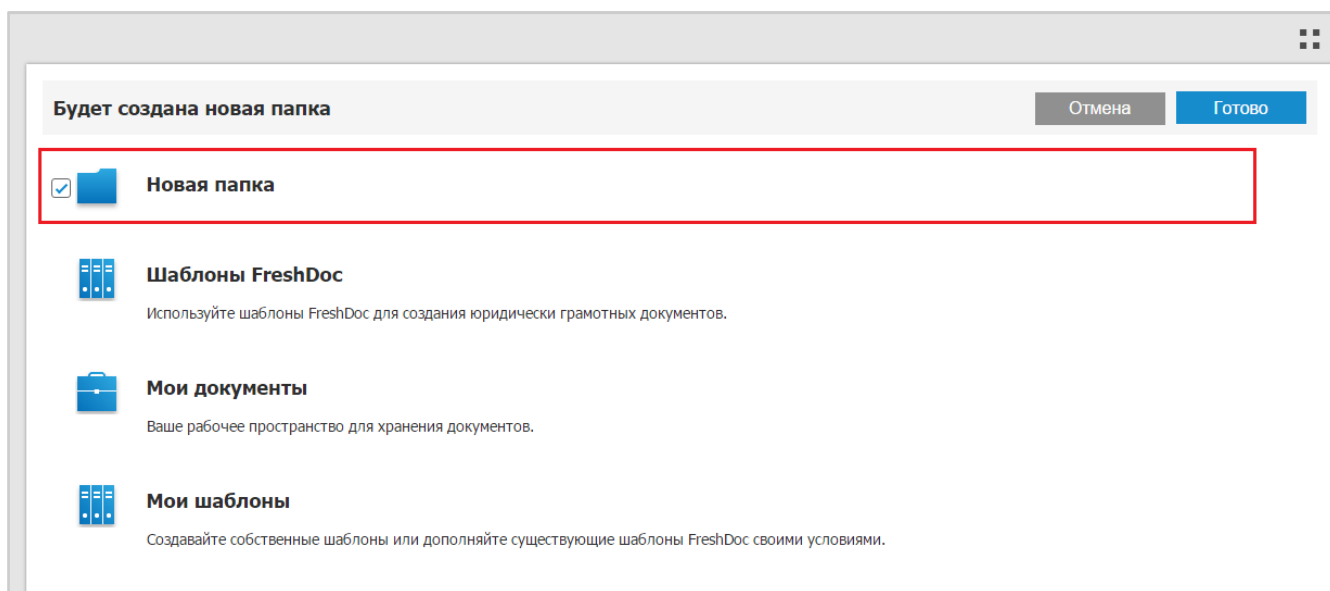 Будет создана новая папка
Отмена
Готово
Новая папка
Шаблоны FreshDoc
Используйте шаблоны FreshDoc для создания юридически грамотных документов.
Мои документы
Ваше рабочее пространство для хранения документов.
Мои шаблоны
Создавайте собственные шаблоны или дополняйте существующие шаблоны FreshDoc своими условиями.